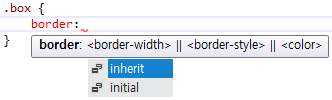 .box {
border:
}
border: <border-width> || <border-style> || <color>
inherit
initial